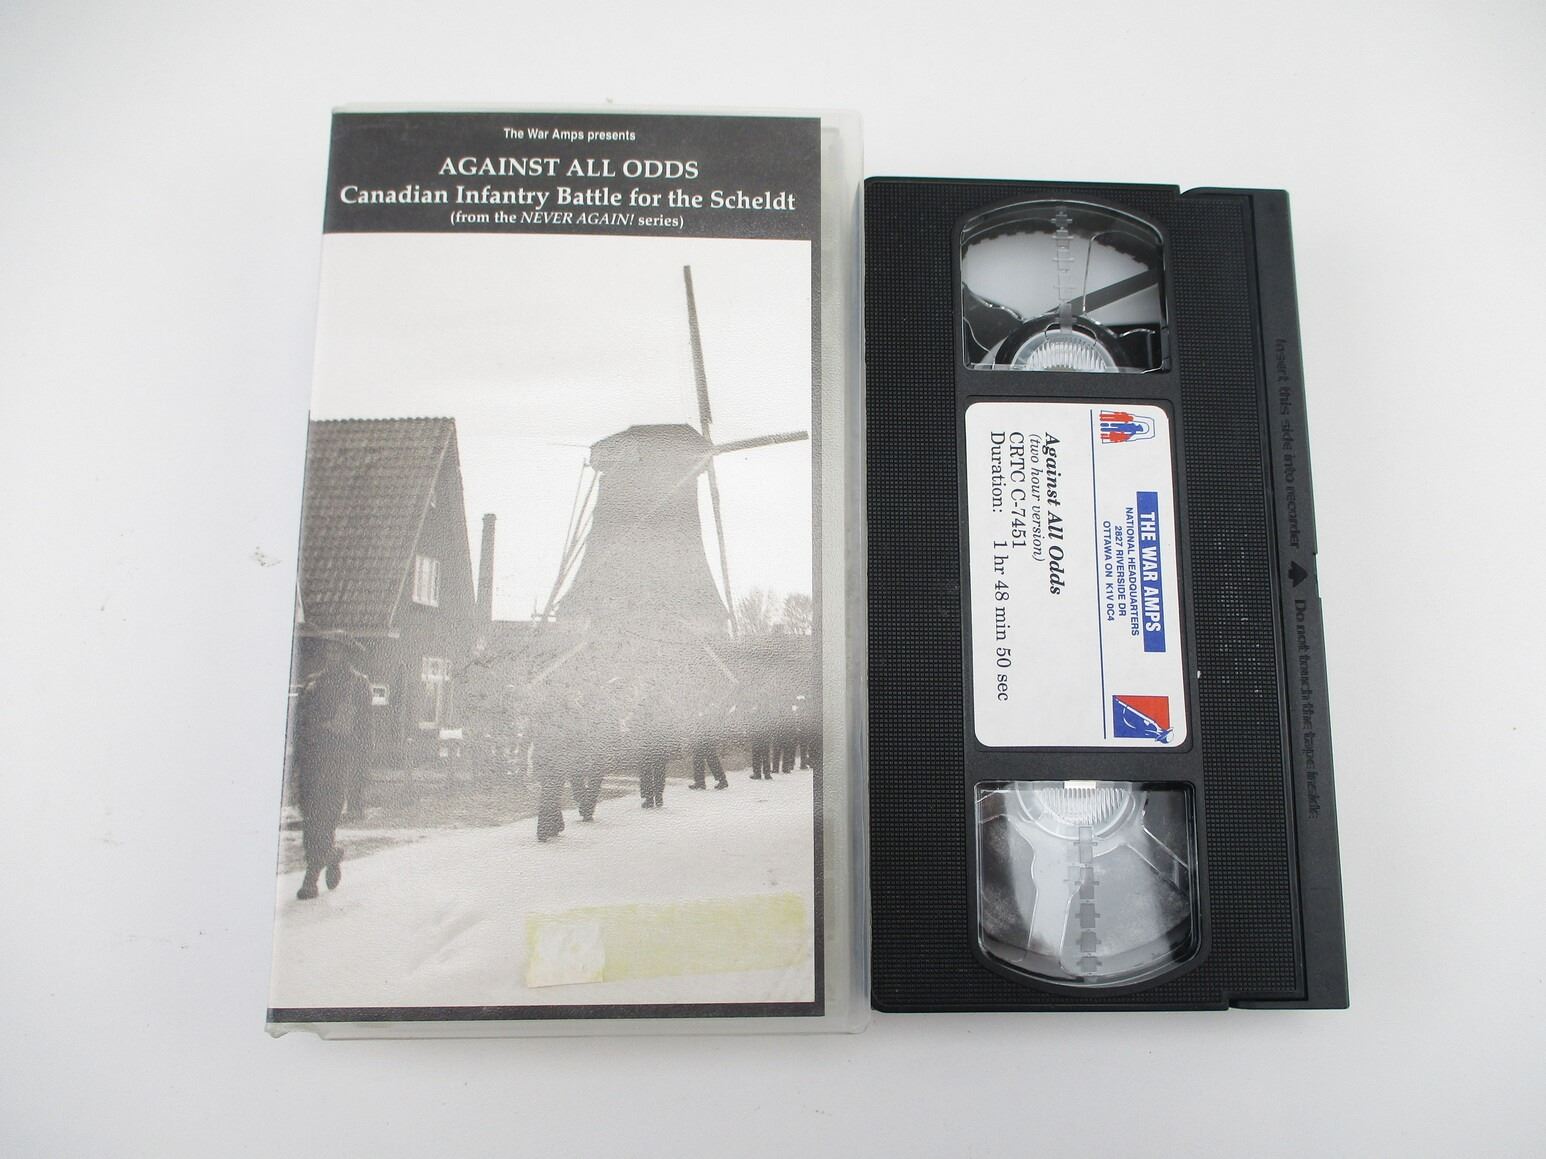 The War Amps presents
AGAINST ALL ODDS
Canadian Infantry Battle for the Scheldt
(from the NEVER AGAIN! series)
THE WAR AMPS
NATIONAL HEADQUARTERS
2827 RIVERSIDE DR
OTTAWA ON K1V 0C4
Against All Odds
(two hour version)
CRTC C-7451
Duration: 1 hr 48 min 50 sec
Insert this side into recorder
Do not touch the tape inside